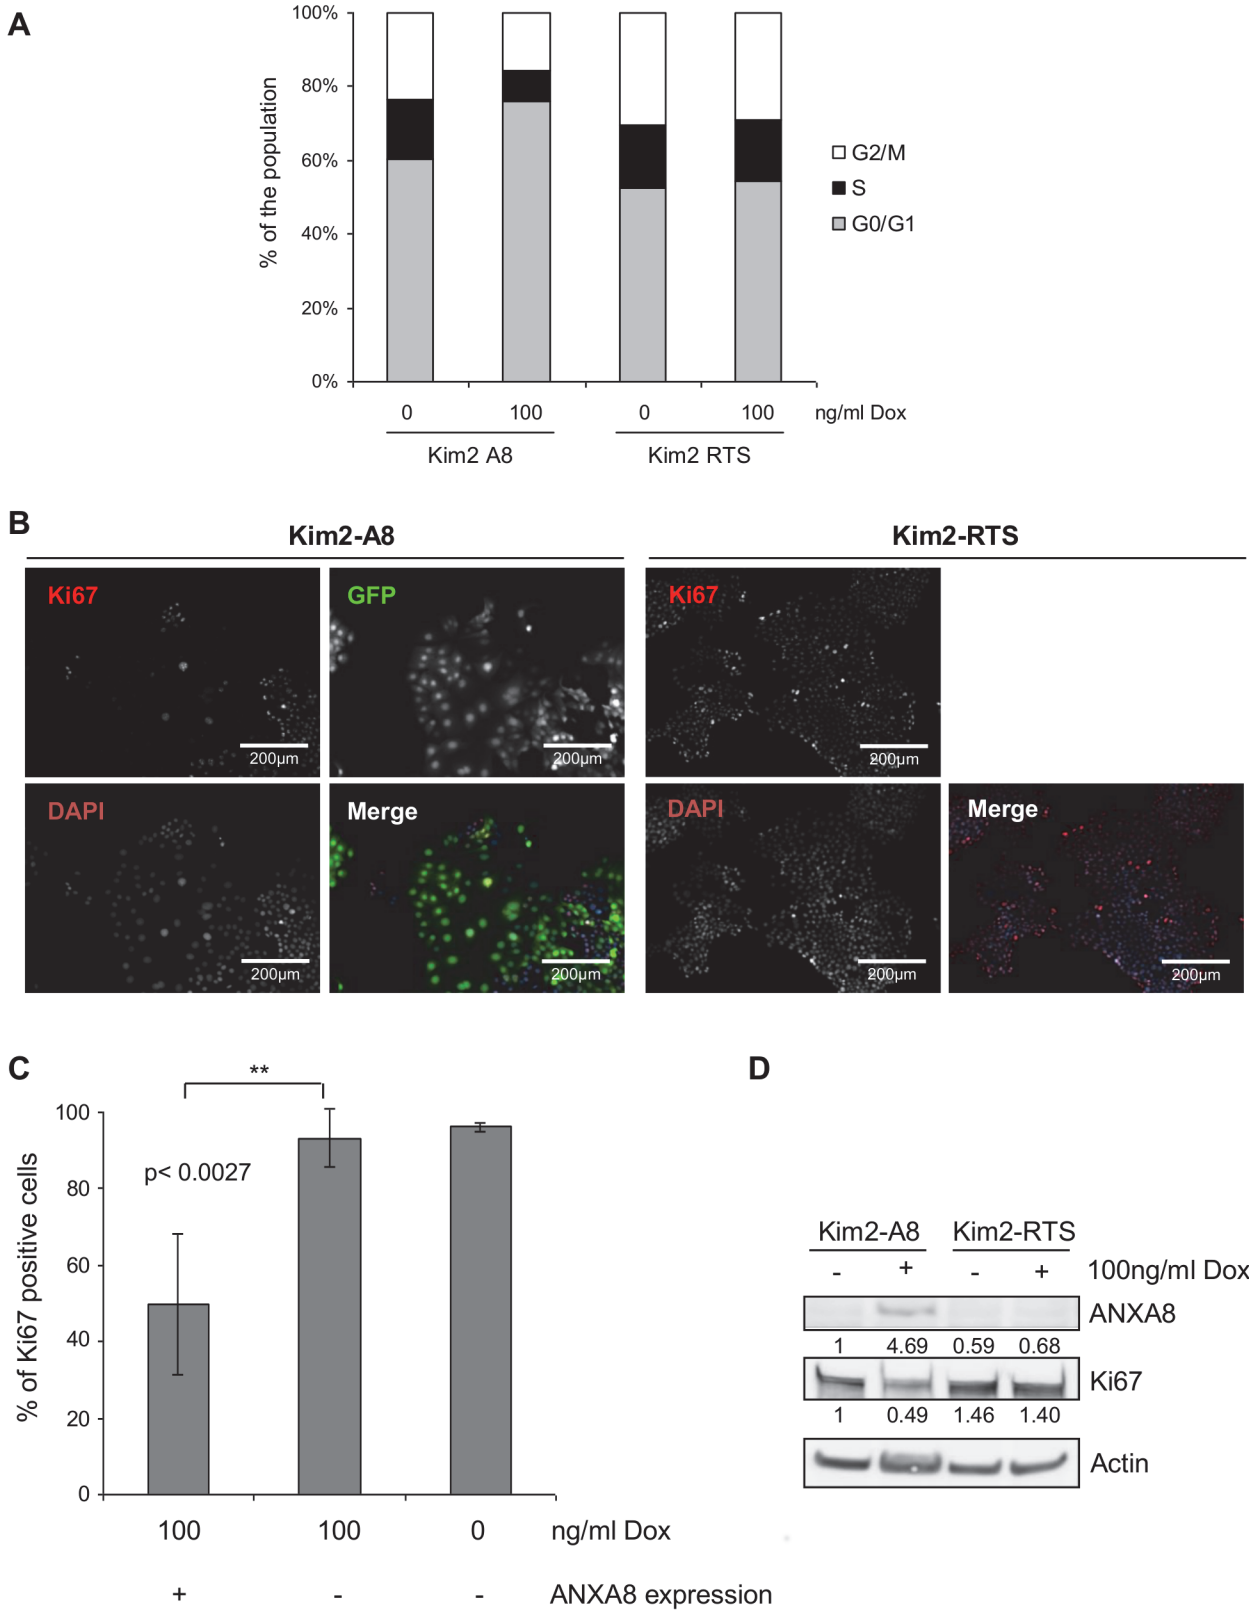 A
100%
80%
60%
40%
20%
0%
% of the population
G2/M
S
G0/G1
0 100 0 100 ng/ml Dox
Kim2 A8 Kim2 RTS
B
Kim2-A8 Kim2-RTS
Ki67 GFP Ki67
200µm 200µm 200µm
DAPI Merge DAPI Merge
200µm 200µm 200µm 200µm
C
**
100
80
60
40
20
0
p< 0.0027
% of Ki67 positive cells
100 100 0 ng/ml Dox
+ - - ANXA8 expression
D
Kim2-A8 Kim2-RTS
- + - + 100ng/ml Dox
ANXA8
1 4.69 0.59 0.68
Ki67
1 0.49 1.46 1.40
Actin